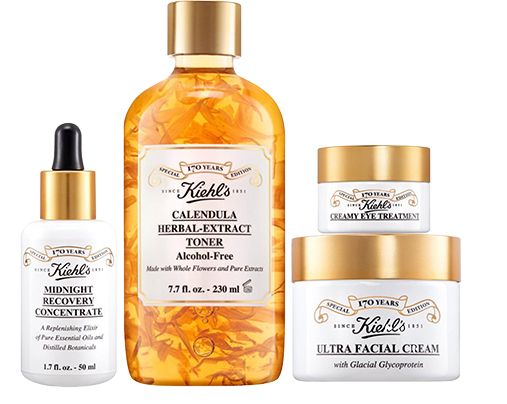 SPECIAL 170 YEARS EDITION
SINCE Kiehl's 1851
MIDNIGHT
RECOVERY
CONCENTRATE
A Replenishing Elixir
of Pure Essential Oils and
Distilled Botanicals
1.7 fl. oz. - 50 ml
SPECIAL 170 YEARS EDITION
SINCE Kiehl's 1851
CALENDULA
HERBAL-EXTRACT
TONER
Alcohol-Free
Made with Whole Flowers and Pure Extracts
7.7 fl. oz. - 230 ml
SPECIAL 170 YEARS EDITION
SINCE Kiehl's 1851
CREAMY EYE TREATMENT
SPECIAL 170 YEARS EDITION
SINCE Kiehl's 1851
ULTRA FACIAL CREAM
with Glacial Glycoprotein